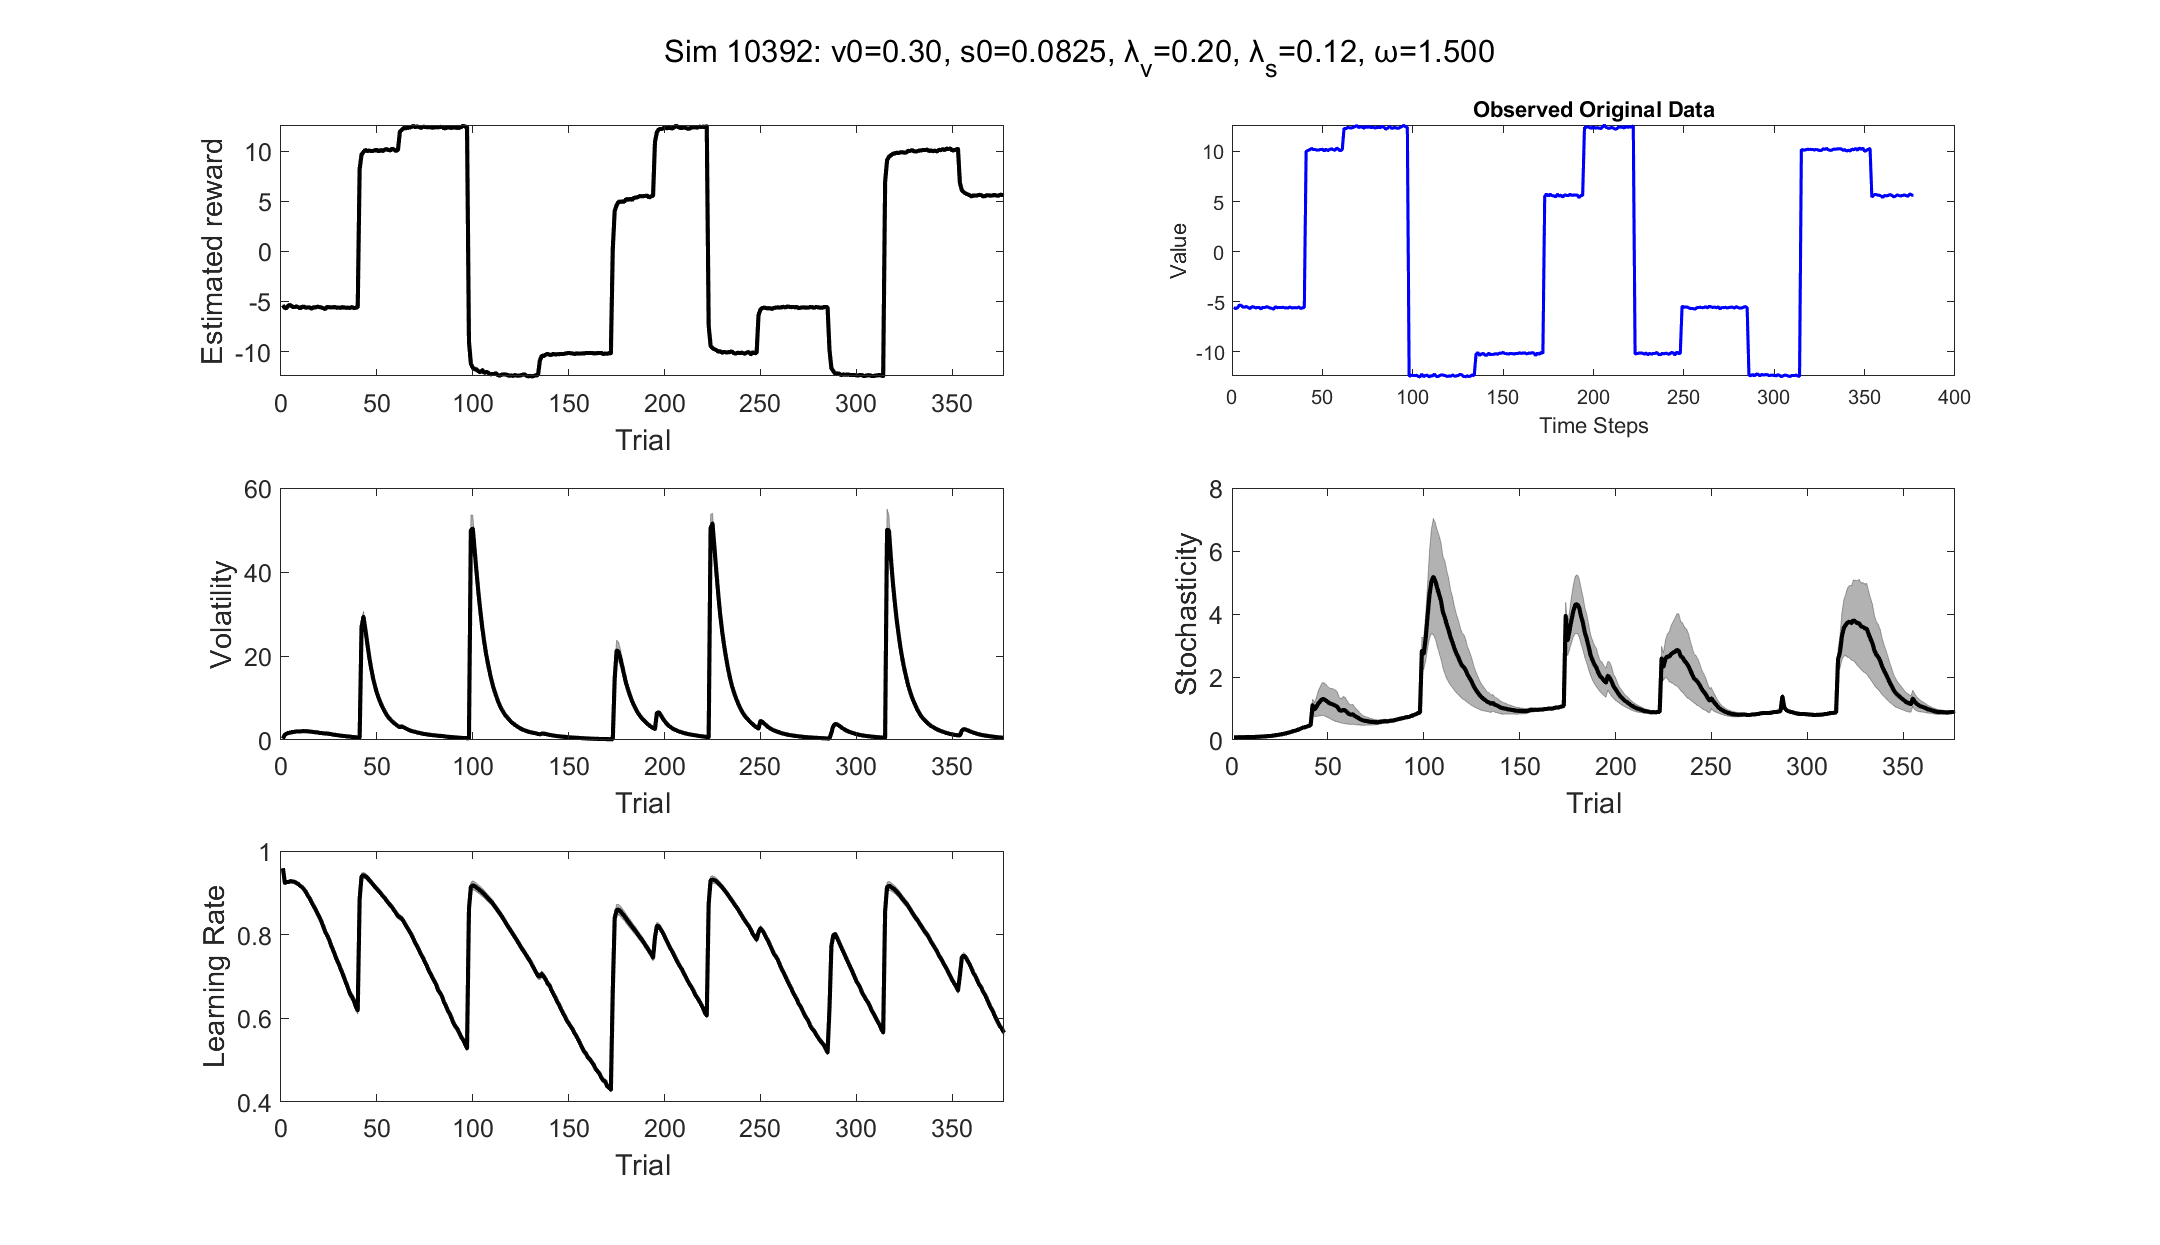 Sim 10392: v0=0.30, s0=0.0825, λv=0.20, λs=0.12, ω=1.500
Estimated reward
10
5
0
-5
-10
0 50 100 150 200 250 300 350
Trial
Observed Original Data
Value
10
5
0
-5
-10
0 50 100 150 200 250 300 350 400
Time Steps
Volatility
60
40
20
0
0 50 100 150 200 250 300 350
Trial
Stochasticity
8
6
4
2
0
0 50 100 150 200 250 300 350
Trial
Learning Rate
1
0.8
0.6
0.4
0 50 100 150 200 250 300 350
Trial